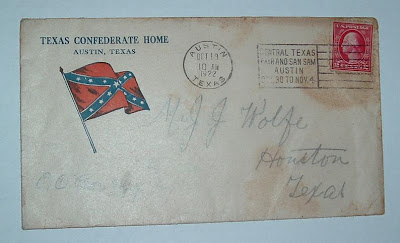 TEXAS CONFEDERATE HOME
AUSTIN, TEXAS
AUSTIN
OCT 19
10 AM
1922
TEXAS
CENTRAL TEXAS
FAIR AND SAN SAM
AUSTIN
OCT. 30 TO NOV. 4
J Wolfe
Houston
Texas